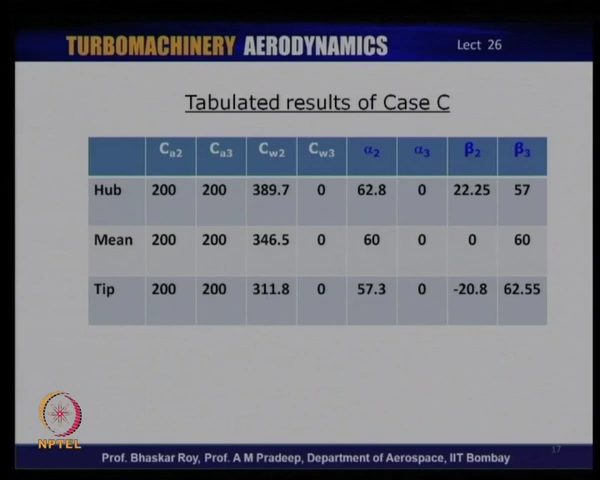 TURBOMACHINERY AERODYNAMICS Lect 26
Tabulated results of Case C
Ca2 Ca3 Cw2 Cw3 α2 α3 β2 β3
Hub 200 200 389.7 0 62.8 0 22.25 57
Mean 200 200 346.5 0 60 0 0 60
Tip 200 200 311.8 0 57.3 0 -20.8 62.55
NPTEL
17
Prof. Bhaskar Roy, Prof. A M Pradeep, Department of Aerospace, IIT Bombay